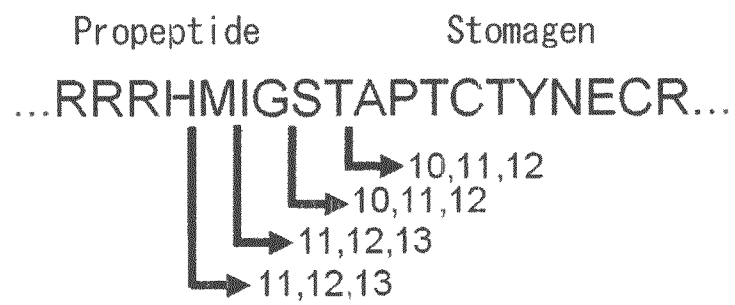 Propeptide Stomagen
...RRRHMIGSTAPTCTYNECR...
10,11,12
10,11,12
11,12,13
11,12,13